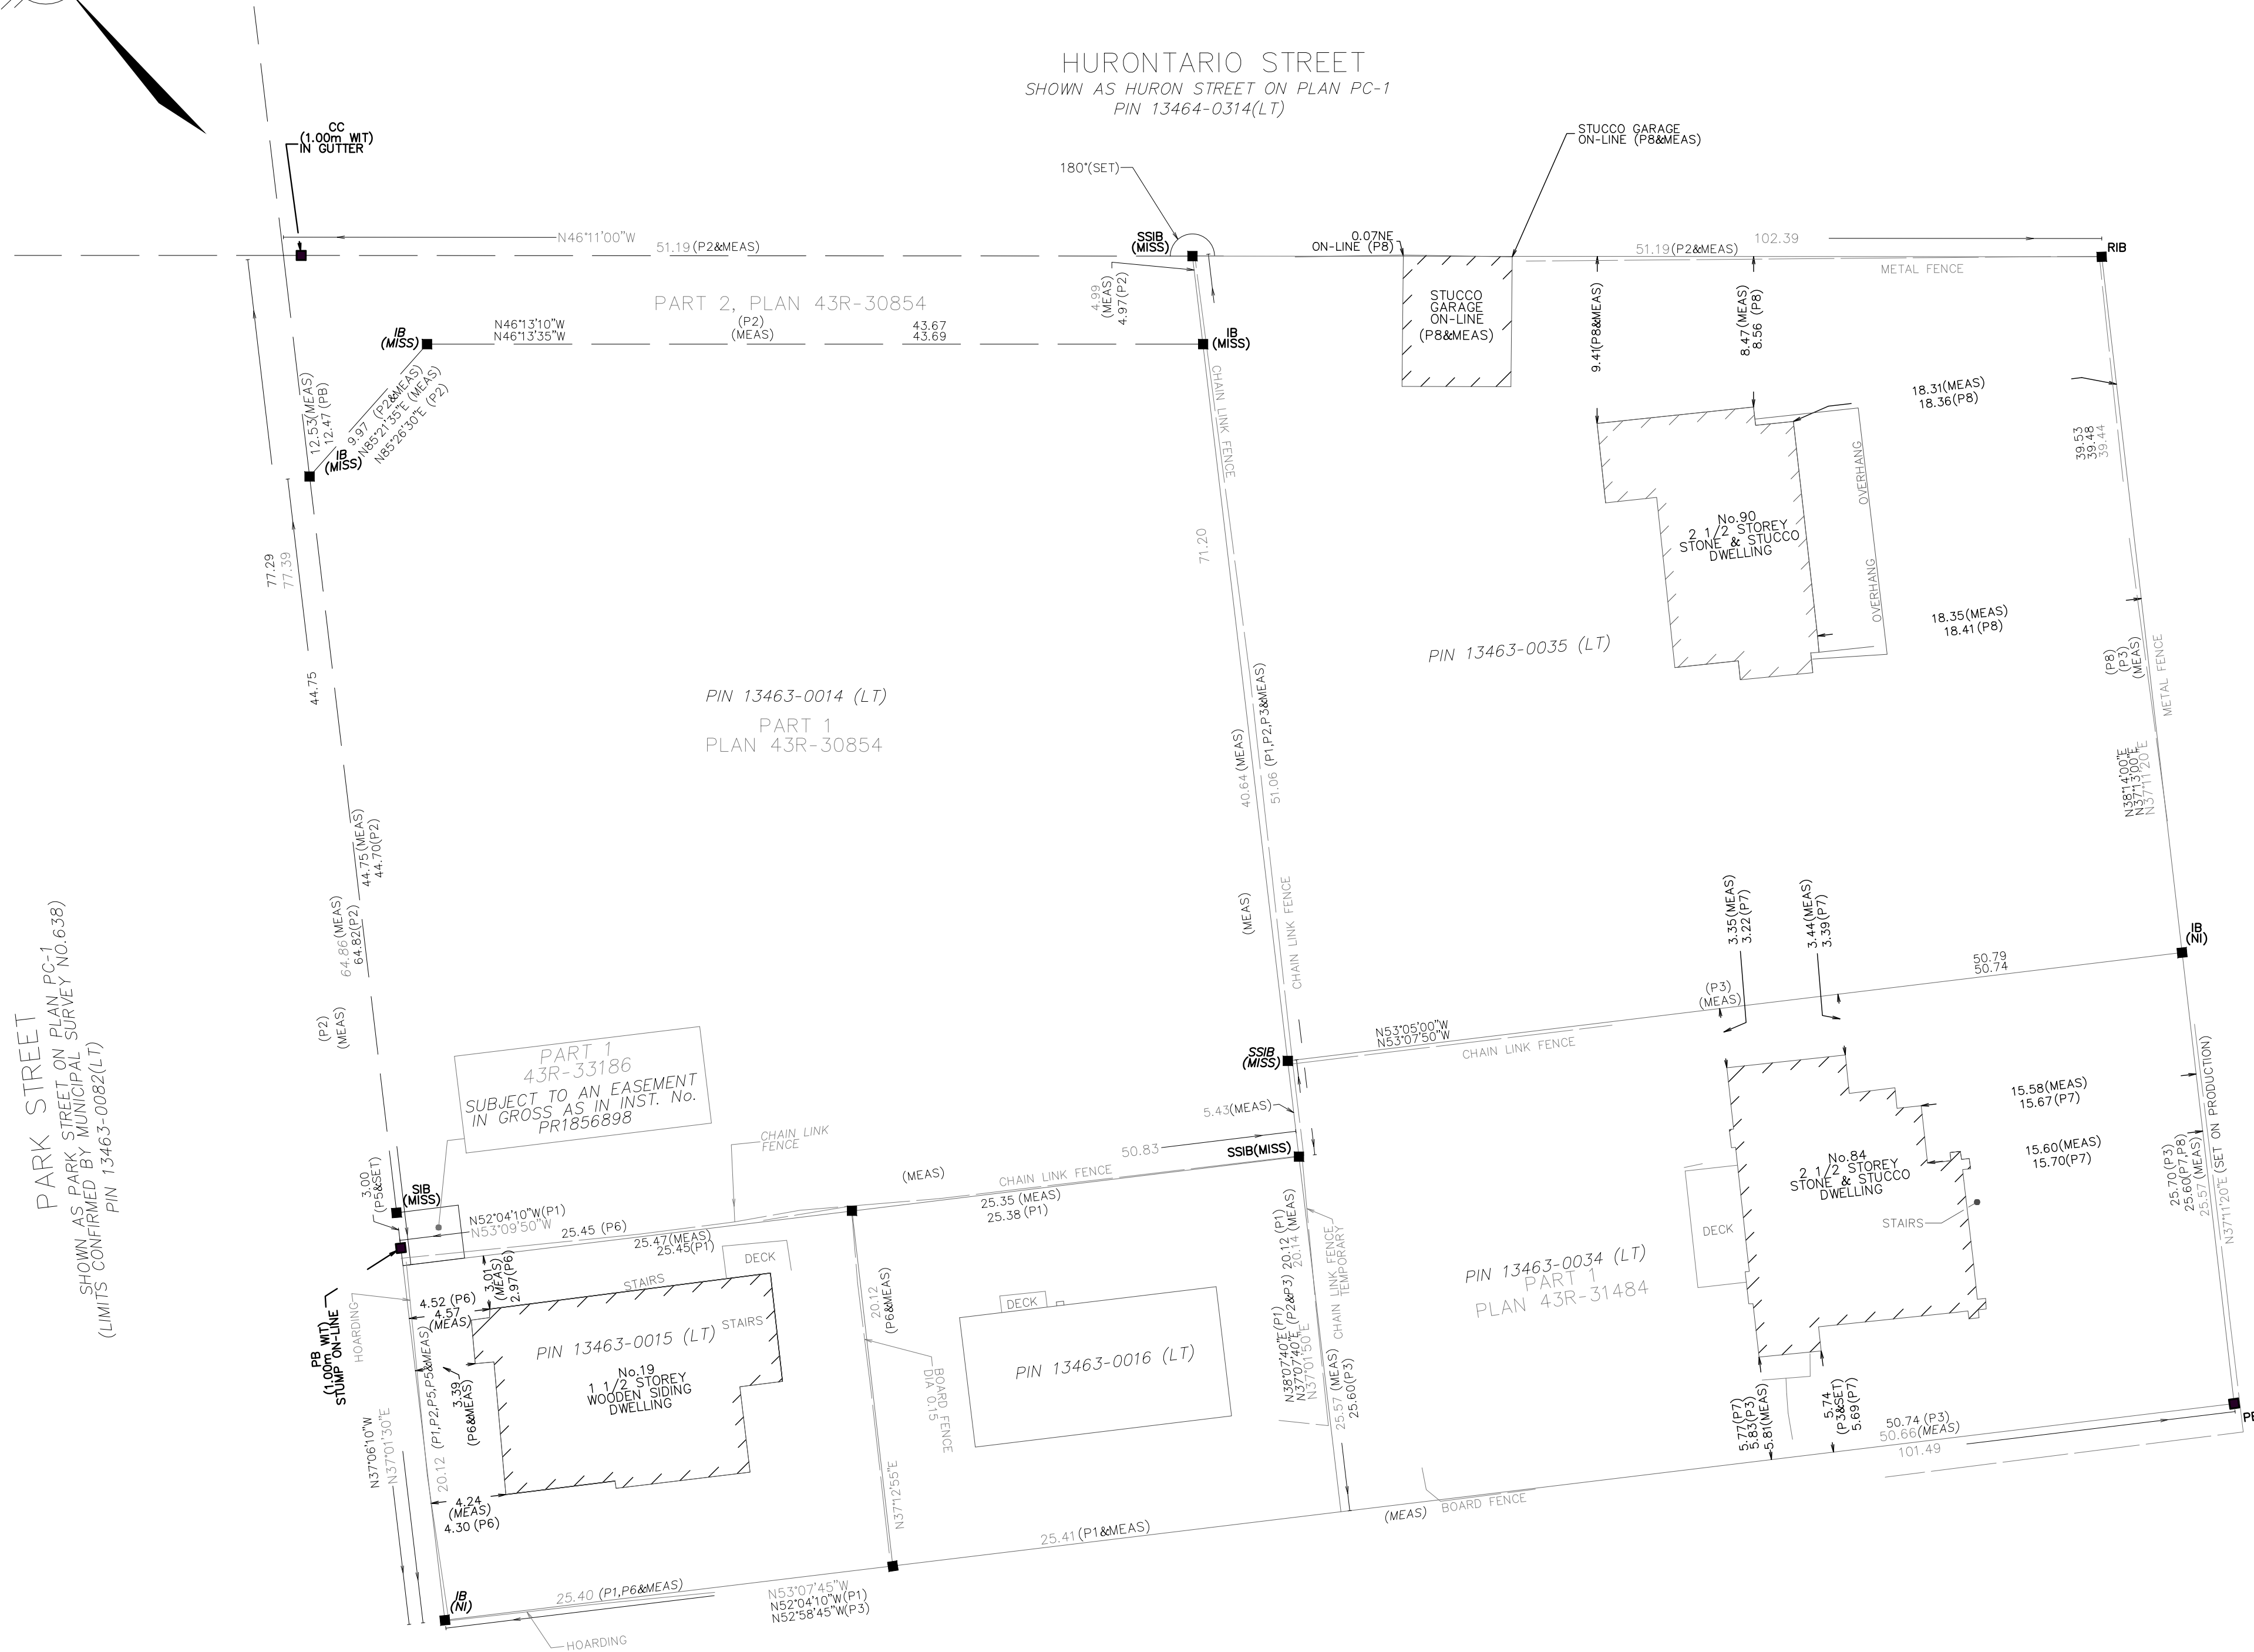 HURONTARIO STREET
SHOWN AS HURON STREET ON PLAN PC-1
PIN 13464-0314(LT)
CC
(1.00m WIT)
IN GUTTER
STUCCO GARAGE
ON-LINE (P8&MEAS)
180°(SET)
N46°11'00"W
51.19(P2&MEAS)
SSIB
(MISS)
0.07NE
ON-LINE (P8)
51.19(P2&MEAS)
102.39
RIB
METAL FENCE
PART 2, PLAN 43R-30854
4.99
(MEAS)
4.97(P2)
STUCCO
GARAGE
ON-LINE
(P8&MEAS)
9.41(P8&MEAS)
8.47(MEAS)
8.56 (P8)
IB
(MISS)
N46°13'10"W
N46°13'35"W
(P2)
(MEAS)
43.67
43.69
IB
(MISS)
12.53(MEAS)
12.47 (PB)
9.97 (P2&MEAS)
N85°21'35"E (MEAS)
N85°26'30"E (P2)
IB
(MISS)
CHAIN LINK FENCE
18.31(MEAS)
18.36(P8)
39.53
39.48
39.44
OVERHANG
OVERHANG
No.90
2 1/2 STOREY
STONE & STUCCO
DWELLING
77.29
77.39
71.20
18.35(MEAS)
18.41(P8)
PIN 13463-0035 (LT)
(P8)
(P3)
(MEAS)
METAL FENCE
44.75
PIN 13463-0014 (LT)
PART 1
PLAN 43R-30854
40.64(MEAS)
51.06 (P1,P2,P3&MEAS)
N38°14'00"E
N37°13'00"E
N37°11'20"E
44.75(MEAS)
44.70(P2)
64.86(MEAS)
64.82(P2)
(MEAS)
CHAIN LINK FENCE
3.35(MEAS)
3.22(P7)
3.44(MEAS)
3.39(P7)
IB
(NI)
50.79
50.74
(P3)
(MEAS)
PARK STREET
SHOWN AS PARK STREET ON PLAN PC-1
(LIMITS CONFIRMED BY MUNICIPAL SURVEY NO.638)
PIN 13463-0082(LT)
(P2)
(MEAS)
N53°05'00"W
N53°07'50"W
CHAIN LINK FENCE
SSIB
(MISS)
PART 1
43R-33186
SUBJECT TO AN EASEMENT
IN GROSS AS IN INST. No.
PR1856898
5.43(MEAS)
15.58(MEAS)
15.67(P7)
CHAIN LINK
FENCE
50.83
SSIB(MISS)
15.60(MEAS)
15.70(P7)
No.84
2 1/2 STOREY
STONE & STUCCO
DWELLING
25.70(P3)
25.60(P7,P8)
25.57 (MEAS)
N37°11'20"E(SET ON PRODUCTION)
3.00
(P5&SET)
SIB
(MISS)
(MEAS)
CHAIN LINK FENCE
25.35 (MEAS)
25.38 (P1)
N52°04'10"W(P1)
N53°09'50"W
25.45 (P6)
25.47(MEAS)
25.45(P1)
STAIRS
DECK
DECK
3.01
(MEAS)
2.97(P6)
STAIRS
PB
(1.00m WIT)
STUMP ON-LINE
HOARDING
4.52 (P6)
4.57
(MEAS)
PIN 13463-0015 (LT)
STAIRS
20.12
(P6&MEAS)
DECK
PIN 13463-0034 (LT)
PART 1
PLAN 43R-31484
No.19
1 1/2 STOREY
WOODEN SIDING
DWELLING
PIN 13463-0016 (LT)
BOARD FENCE
DIA 0.15
N38°07'40"E(P1)
N37°07'40"E (P2&P3)
N37°01'50"E
20.12 (P1)
20.14 (MEAS)
CHAIN LINK FENCE
TEMPORARY
25.57 (MEAS)
25.60(P3)
20.12 (P1,P2,P5,P5&MEAS)
3.39
(P6&MEAS)
N37°06'10"W
N37°01'30"E
4.24
(MEAS)
4.30 (P6)
N37°12'55"E
5.77(P7)
5.83(P3)
5.81(MEAS)
5.74
(P3&SET)
5.69(P7)
50.74 (P3)
50.66(MEAS)
101.49
25.41(P1&MEAS)
(MEAS)
BOARD FENCE
IB
(NI)
25.40 (P1,P6&MEAS)
N53°07'45"W
N52°04'10"W(P1)
N52°58'45"W(P3)
HOARDING